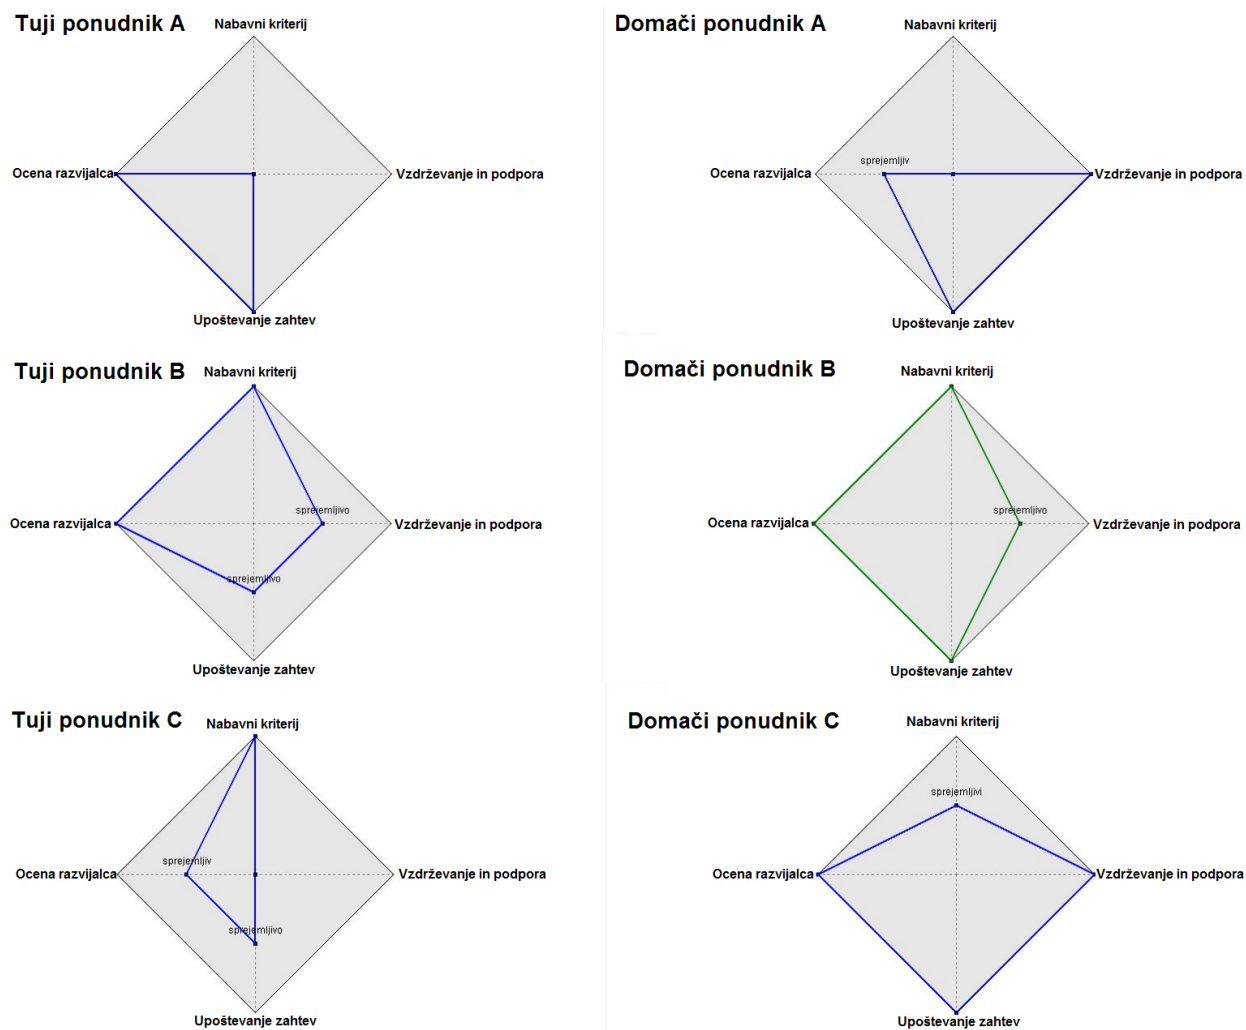 Tuji ponudnik A
Nabavni kriterij
Ocena razvijalca
Vzdrževanje in podpora
Upoštevanje zahtev
Domači ponudnik A
Nabavni kriterij
sprejemljiv
Ocena razvijalca
Vzdrževanje in podpora
Upoštevanje zahtev
Tuji ponudnik B
Nabavni kriterij
sprejemljivo
Ocena razvijalca
Vzdrževanje in podpora
sprejemljivo
Upoštevanje zahtev
Domači ponudnik B
Nabavni kriterij
sprejemljivo
Ocena razvijalca
Vzdrževanje in podpora
Upoštevanje zahtev
Tuji ponudnik C
Nabavni kriterij
sprejemljiv
Ocena razvijalca
Vzdrževanje in podpora
sprejemljivo
Upoštevanje zahtev
Domači ponudnik C
Nabavni kriterij
sprejemljivi
Ocena razvijalca
Vzdrževanje in podpora
Upoštevanje zahtev